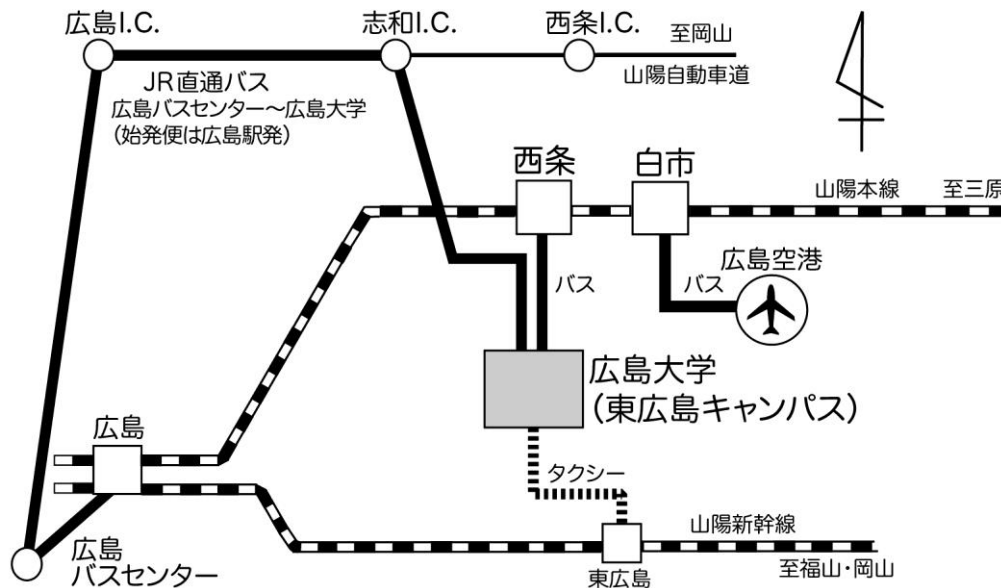 広島I.C.
志和I.C.
西条I.C.
至岡山
山陽自動車道
JR直通バス
広島バスセンター〜広島大学
(始発便は広島駅発)
西条
白市
山陽本線
至三原
バス
バス
広島空港
広島大学
(東広島キャンパス)
広島
タクシー
山陽新幹線
東広島
至福山・岡山
広島
バスセンター